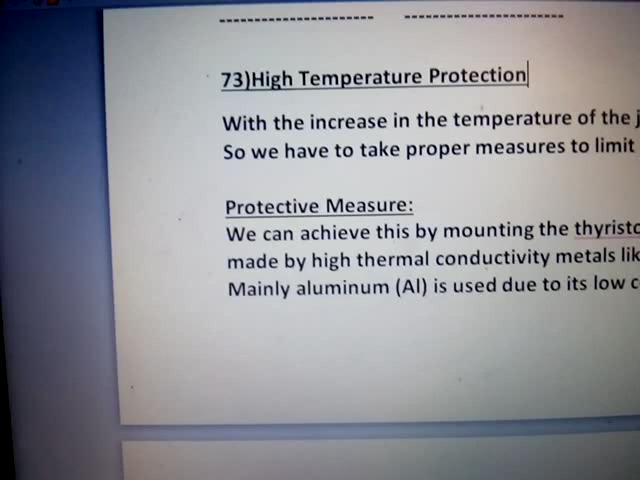 73)High Temperature Protection
With the increase in the temperature of the
So we have to take proper measures to limit
Protective Measure:
We can achieve this by mounting the
made by high thermal conductivity metals
Mainly aluminum (Al) is used due to its low